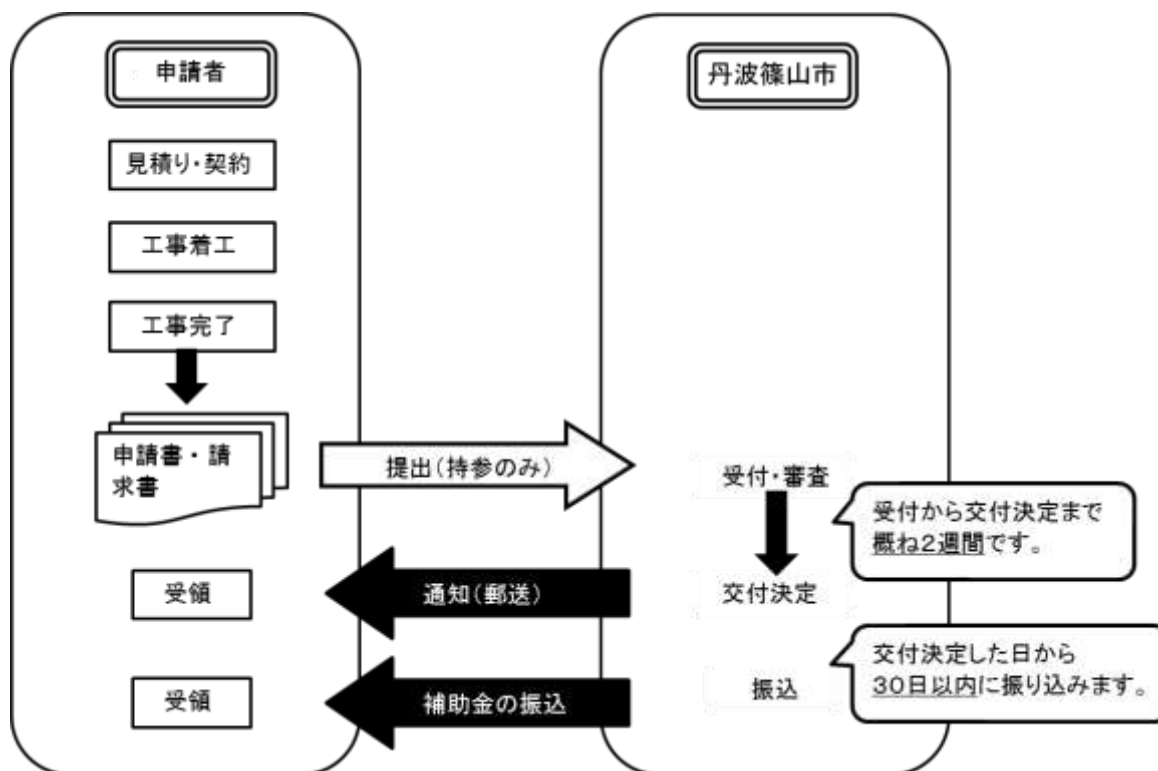 申請者
丹波篠山市
見積り・契約
工事着工
工事完了
申請書・請
求書
提出(持参のみ)
受付・審査
受付から交付決定まで
概ね2週間です。
受領
通知(郵送)
交付決定
交付決定した日から
30日以内に振り込みます。
受領
補助金の振込
振込